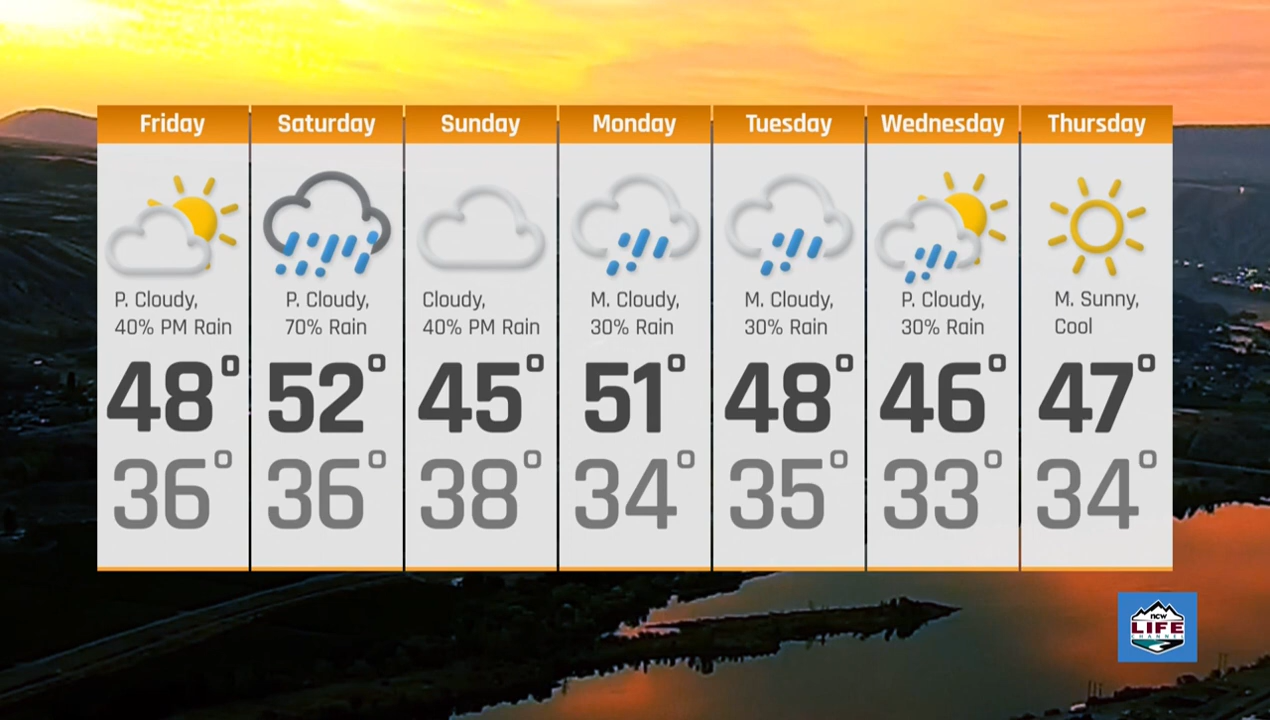 Friday
P. Cloudy,
40% PM Rain
48°
36°
Saturday
P. Cloudy,
70% Rain
52°
36°
Sunday
Cloudy,
40% PM Rain
45°
38°
Monday
M. Cloudy,
30% Rain
51°
34°
Tuesday
M. Cloudy,
30% Rain
48°
35°
Wednesday
P. Cloudy,
30% Rain
46°
33°
Thursday
M. Sunny,
Cool
47°
34°
ncw
LIFE
CHANNEL